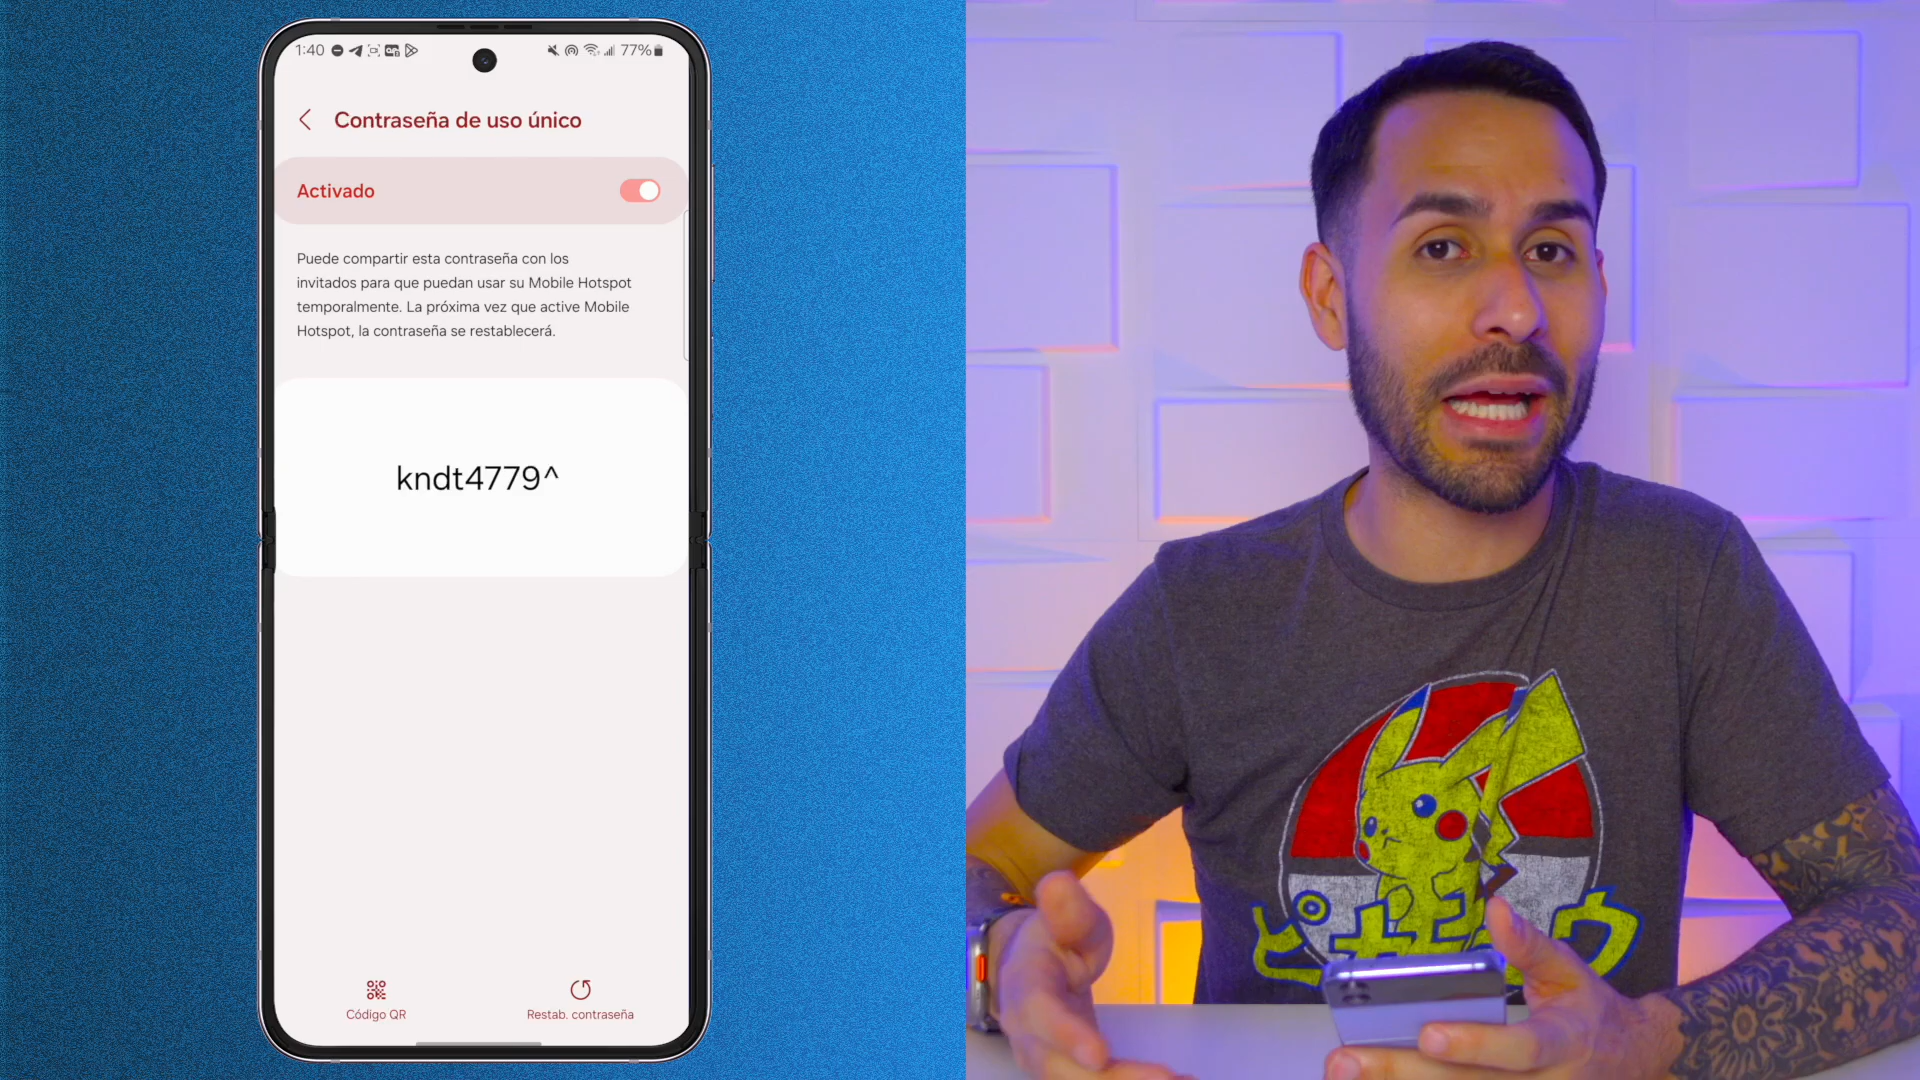 1:40
77%
Contraseña de uso único
Activado
Puede compartir esta contraseña con los
invitados para que puedan usar su Mobile Hotspot
temporalmente. La próxima vez que active Mobile
Hotspot, la contraseña se restablecerá.
kndt4779^
Código QR
Restab. contraseña